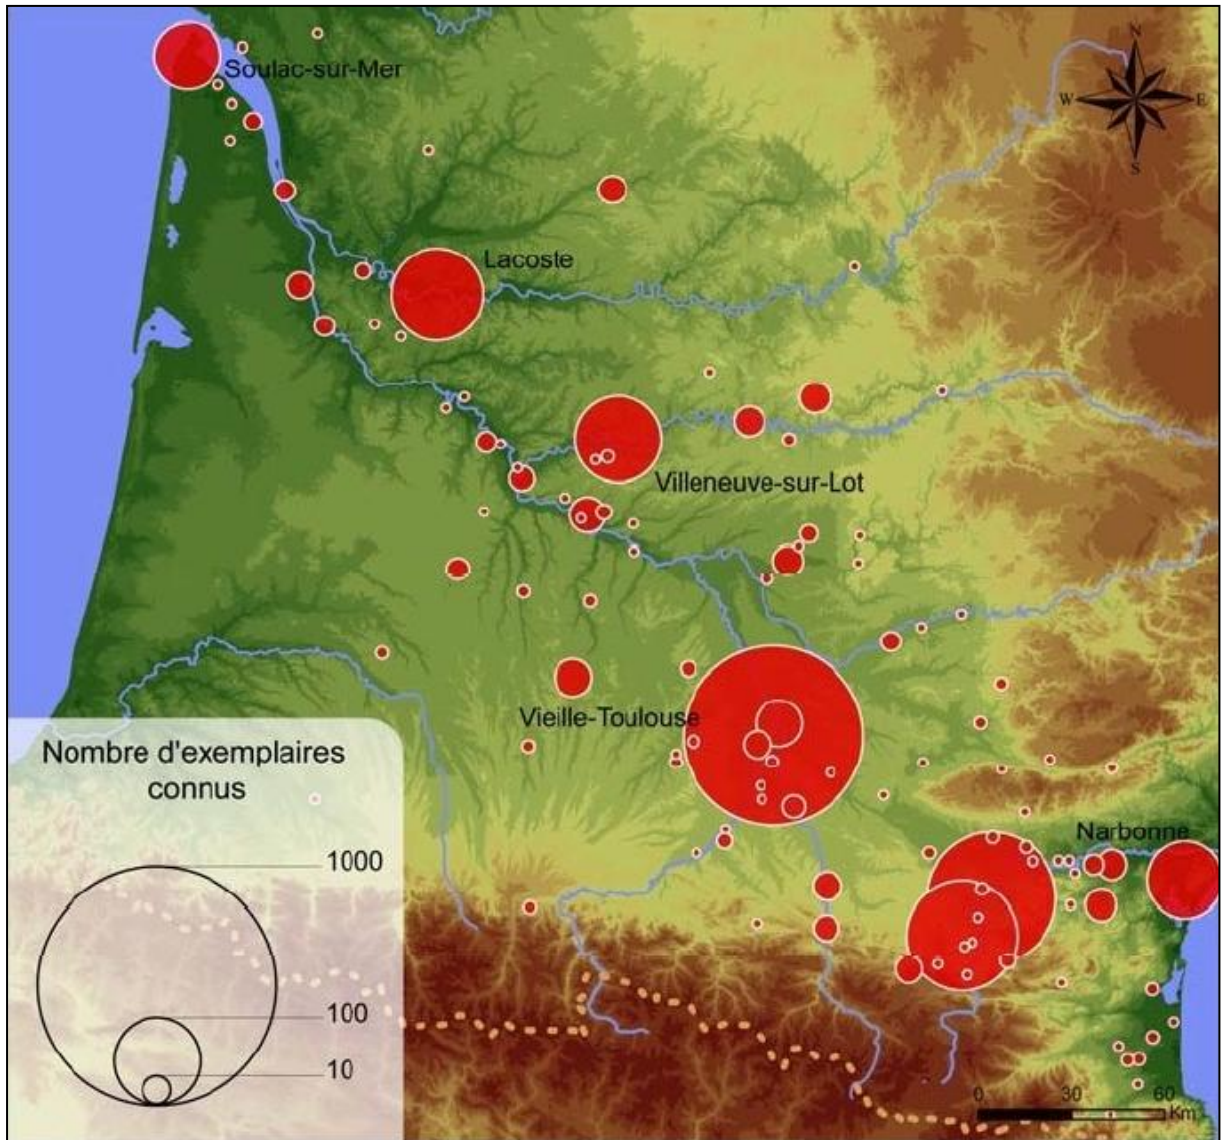 N
Soulac-sur-Mer
W
E
S
Lacoste
Villeneuve-sur-Lot
Vieille-Toulouse
Nombre d'exemplaires
connus
Narbonne
1000
100
10
0 30 60
Km